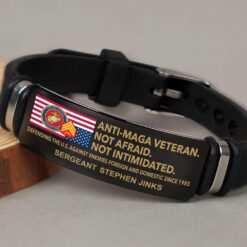 ANTI-MAGA VETERAN.
NOT AFRAID.
NOT INTIMIDATED.
DEFENDING THE U.S AGAINST ENEMIES FOREIGN AND DOMESTIC SINCE 1985
SERGEANT STEPHEN JINKS